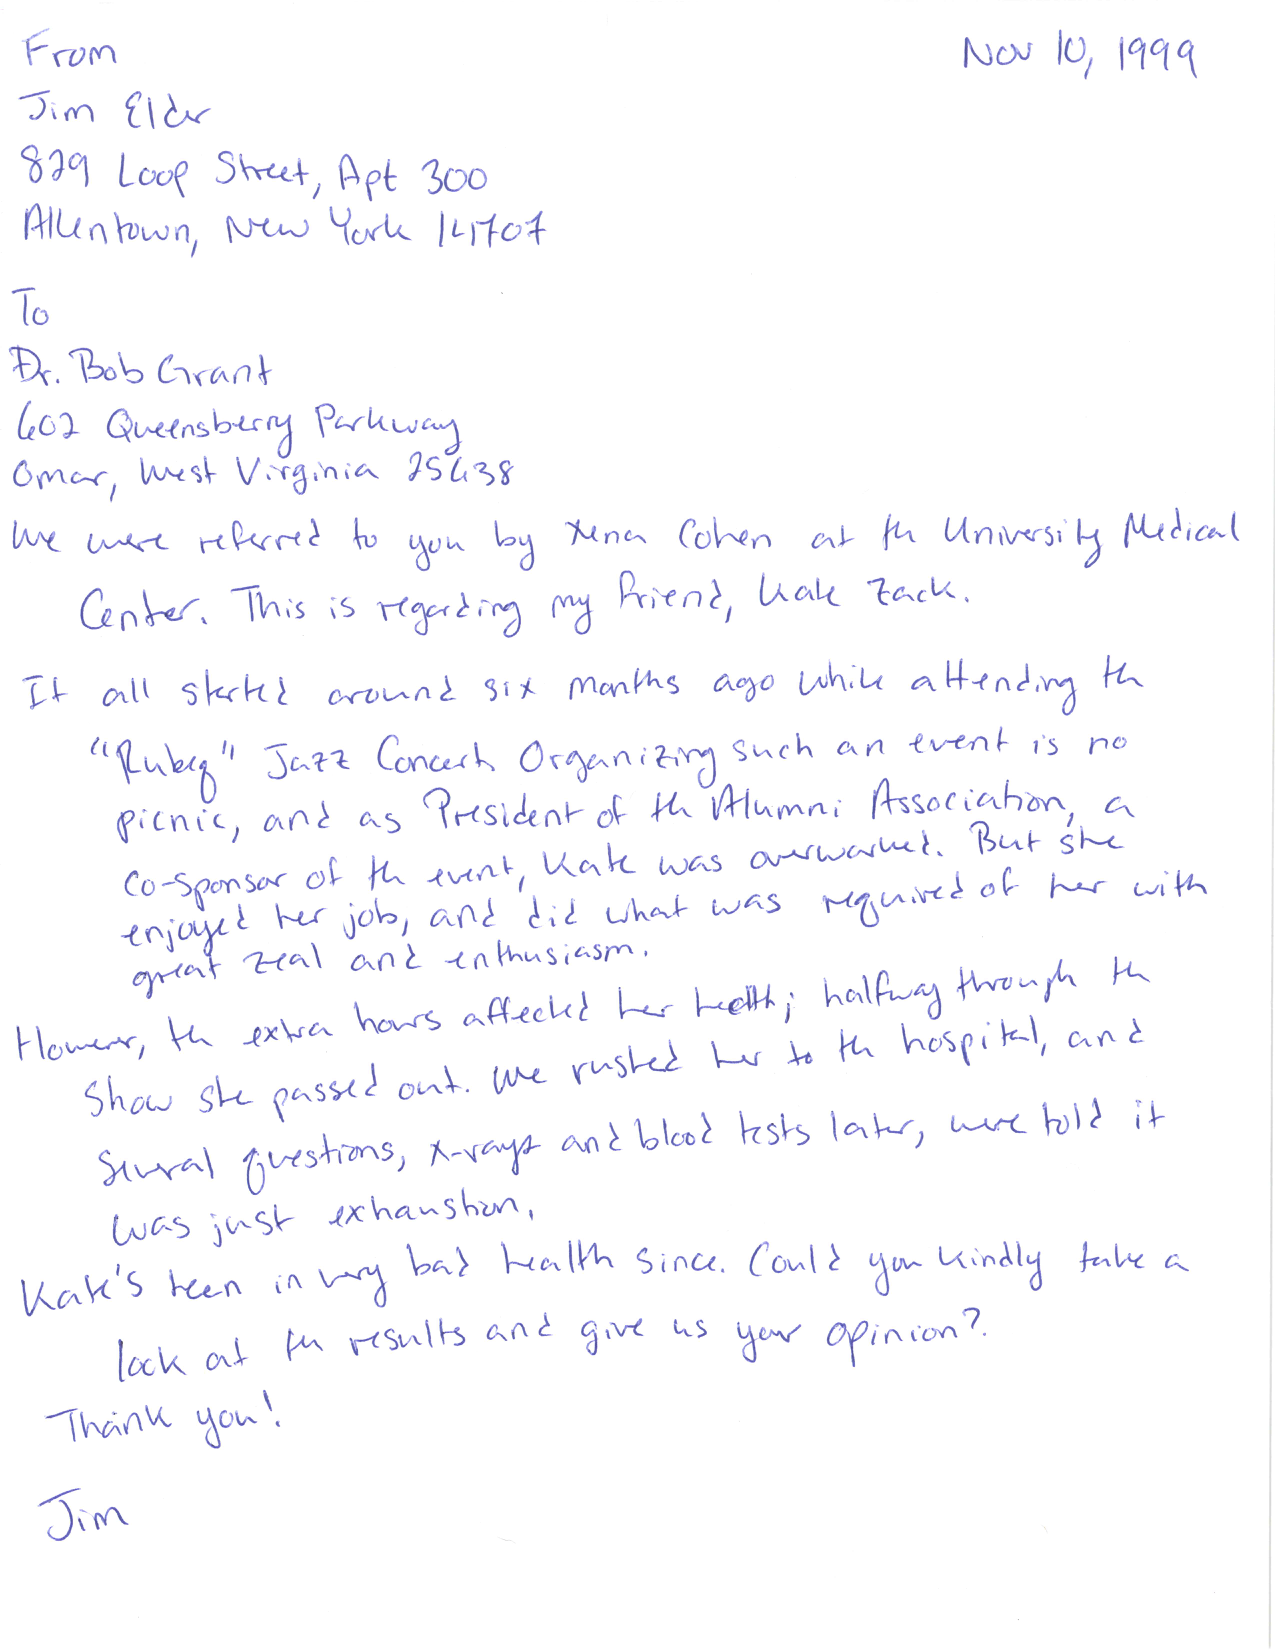 From
Nov 10, 1999
Jim Elder
829 Loop Street, Apt 300
Allentown, New York 14707
To
Dr. Bob Grant
602 Queensberry Parkway
Omar, West Virginia 25638
We were referred to you by Xena Cohen at the University Medical
Center. This is regarding my friend, Kate Zack.
It all started around six months ago while attending the
"Rubeq" Jazz Concert. Organizing such an event is no
picnic, and as President of the Alumni Association, a
co-sponsor of the event, Kate was overworked. But she
enjoyed her job, and did what was required of her with
great zeal and enthusiasm.
However, the extra hours affected her health; halfway through the
show she passed out. We rushed her to the hospital, and
several questions, x-rays and blood tests later, were told it
was just exhaustion.
Kate's been in very bad health since. Could you kindly take a
look at the results and give us your opinion?
Thank you!
Jim